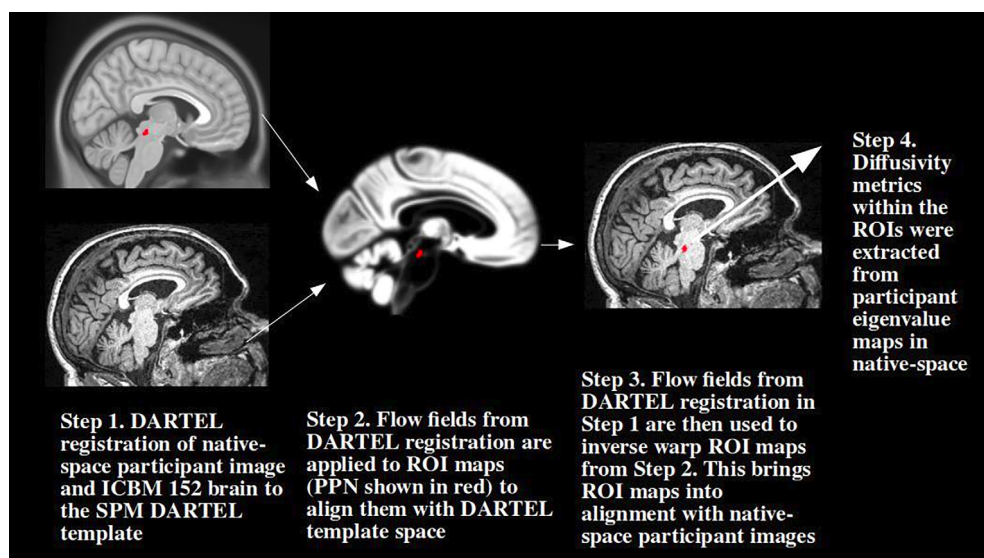 Step 1. DARTEL
registration of native-
space participant image
and ICBM 152 brain to
the SPM DARTEL
template
Step 2. Flow fields from
DARTEL registration are
applied to ROI maps
(PPN shown in red) to
align them with DARTEL
template space
Step 3. Flow fields from
DARTEL registration in
Step 1 are then used to
inverse warp ROI maps
from Step 2. This brings
ROI maps into
alignment with native-
space participant images
Step 4.
Diffusivity
metrics
within the
ROIs were
extracted
from
participant
eigenvalue
maps in
native-space